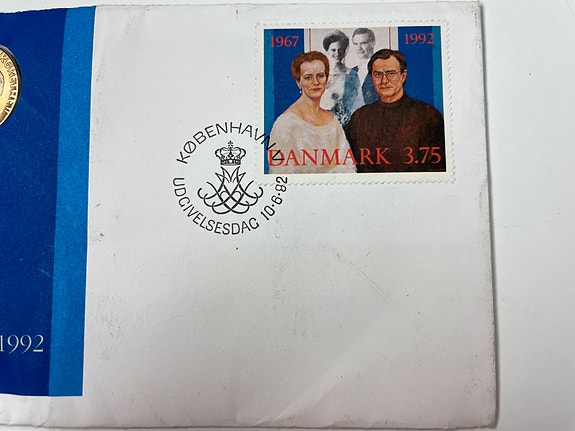 1967 1992
DANMARK 3.75
KØBENHAVN
UDGIVELSESDAG 10-6-92
1992